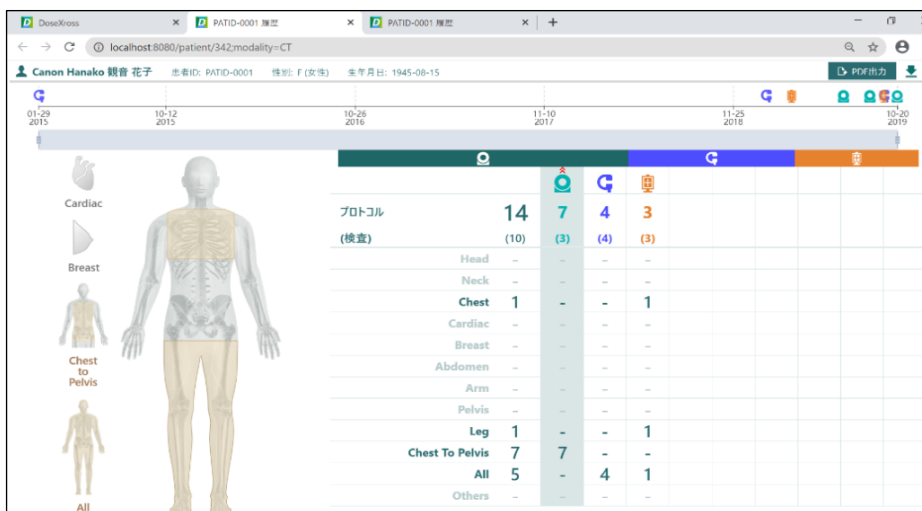 DoseXross
PATID-0001 履歴
PATID-0001 履歴
localhost:8080/patient/342;modality=CT
Canon Hanako 観音 花子 患者ID: PATID-0001 性別: F (女性) 生年月日: 1945-08-15
PDF出力
01-29 10-12 10-26 11-10 11-25 10-20
2015 2015 2016 2017 2018 2019
Cardiac
Breast
Chest
to
Pelvis
All
プロトコル 14 7 4 3
(検査) (10) (3) (4) (3)
Head - - - -
Neck - - - -
Chest 1 - - 1
Cardiac - - - -
Breast - - - -
Abdomen - - - -
Arm - - - -
Pelvis - - - -
Leg 1 - - 1
Chest To Pelvis 7 7 - -
All 5 - 4 1
Others - - - -